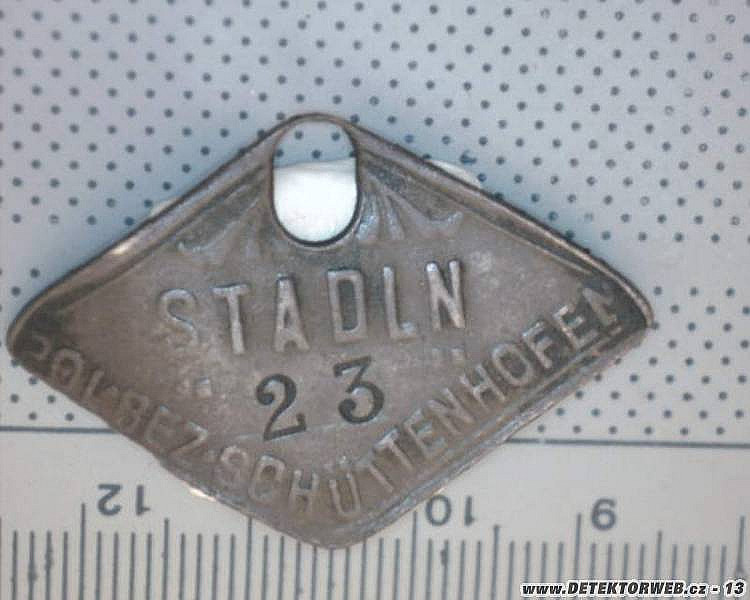 STADLN
23
POL·BEZ·SCHÜTTENHOFEN
12 10 9
www.DETEKTORWEB.cz - 13